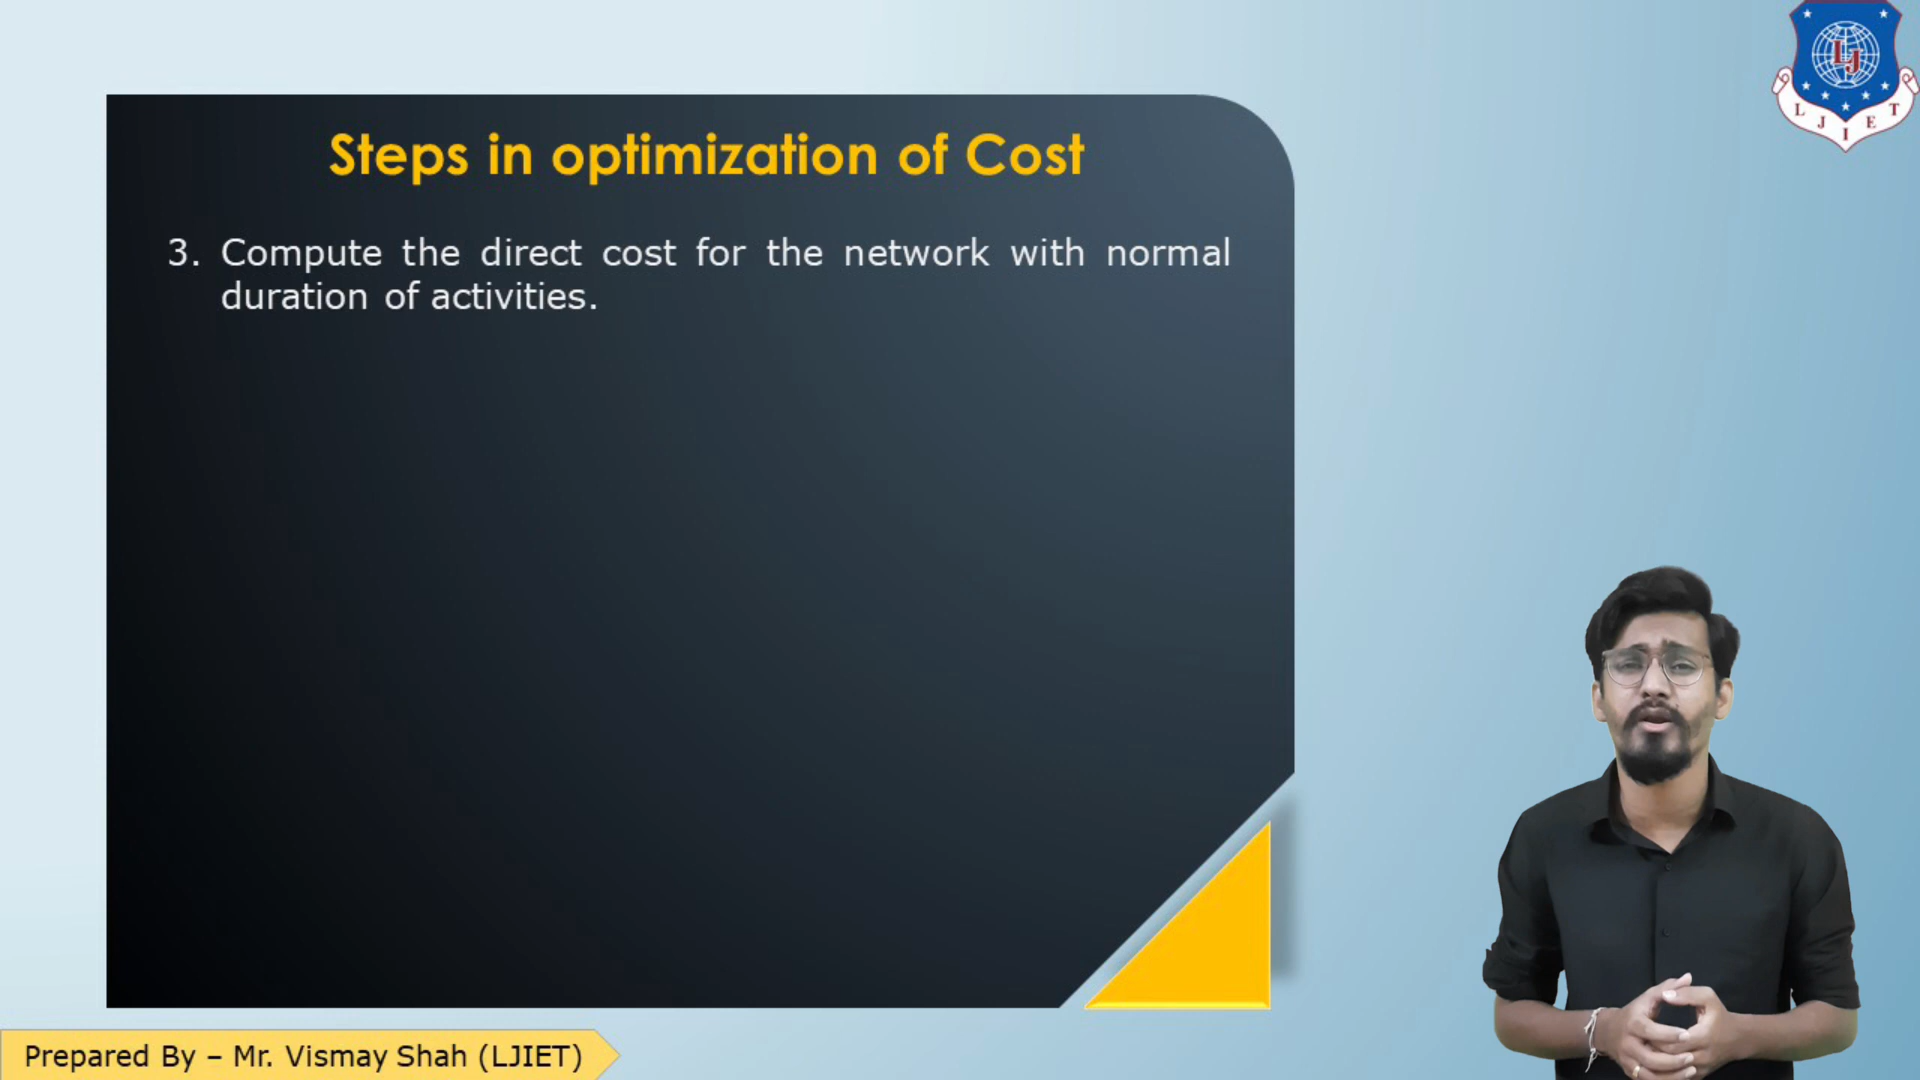 Steps in optimization of Cost
3. Compute the direct cost for the network with normal
duration of activities.
LJ
L J I E T
Prepared By – Mr. Vismay Shah (LJIET)